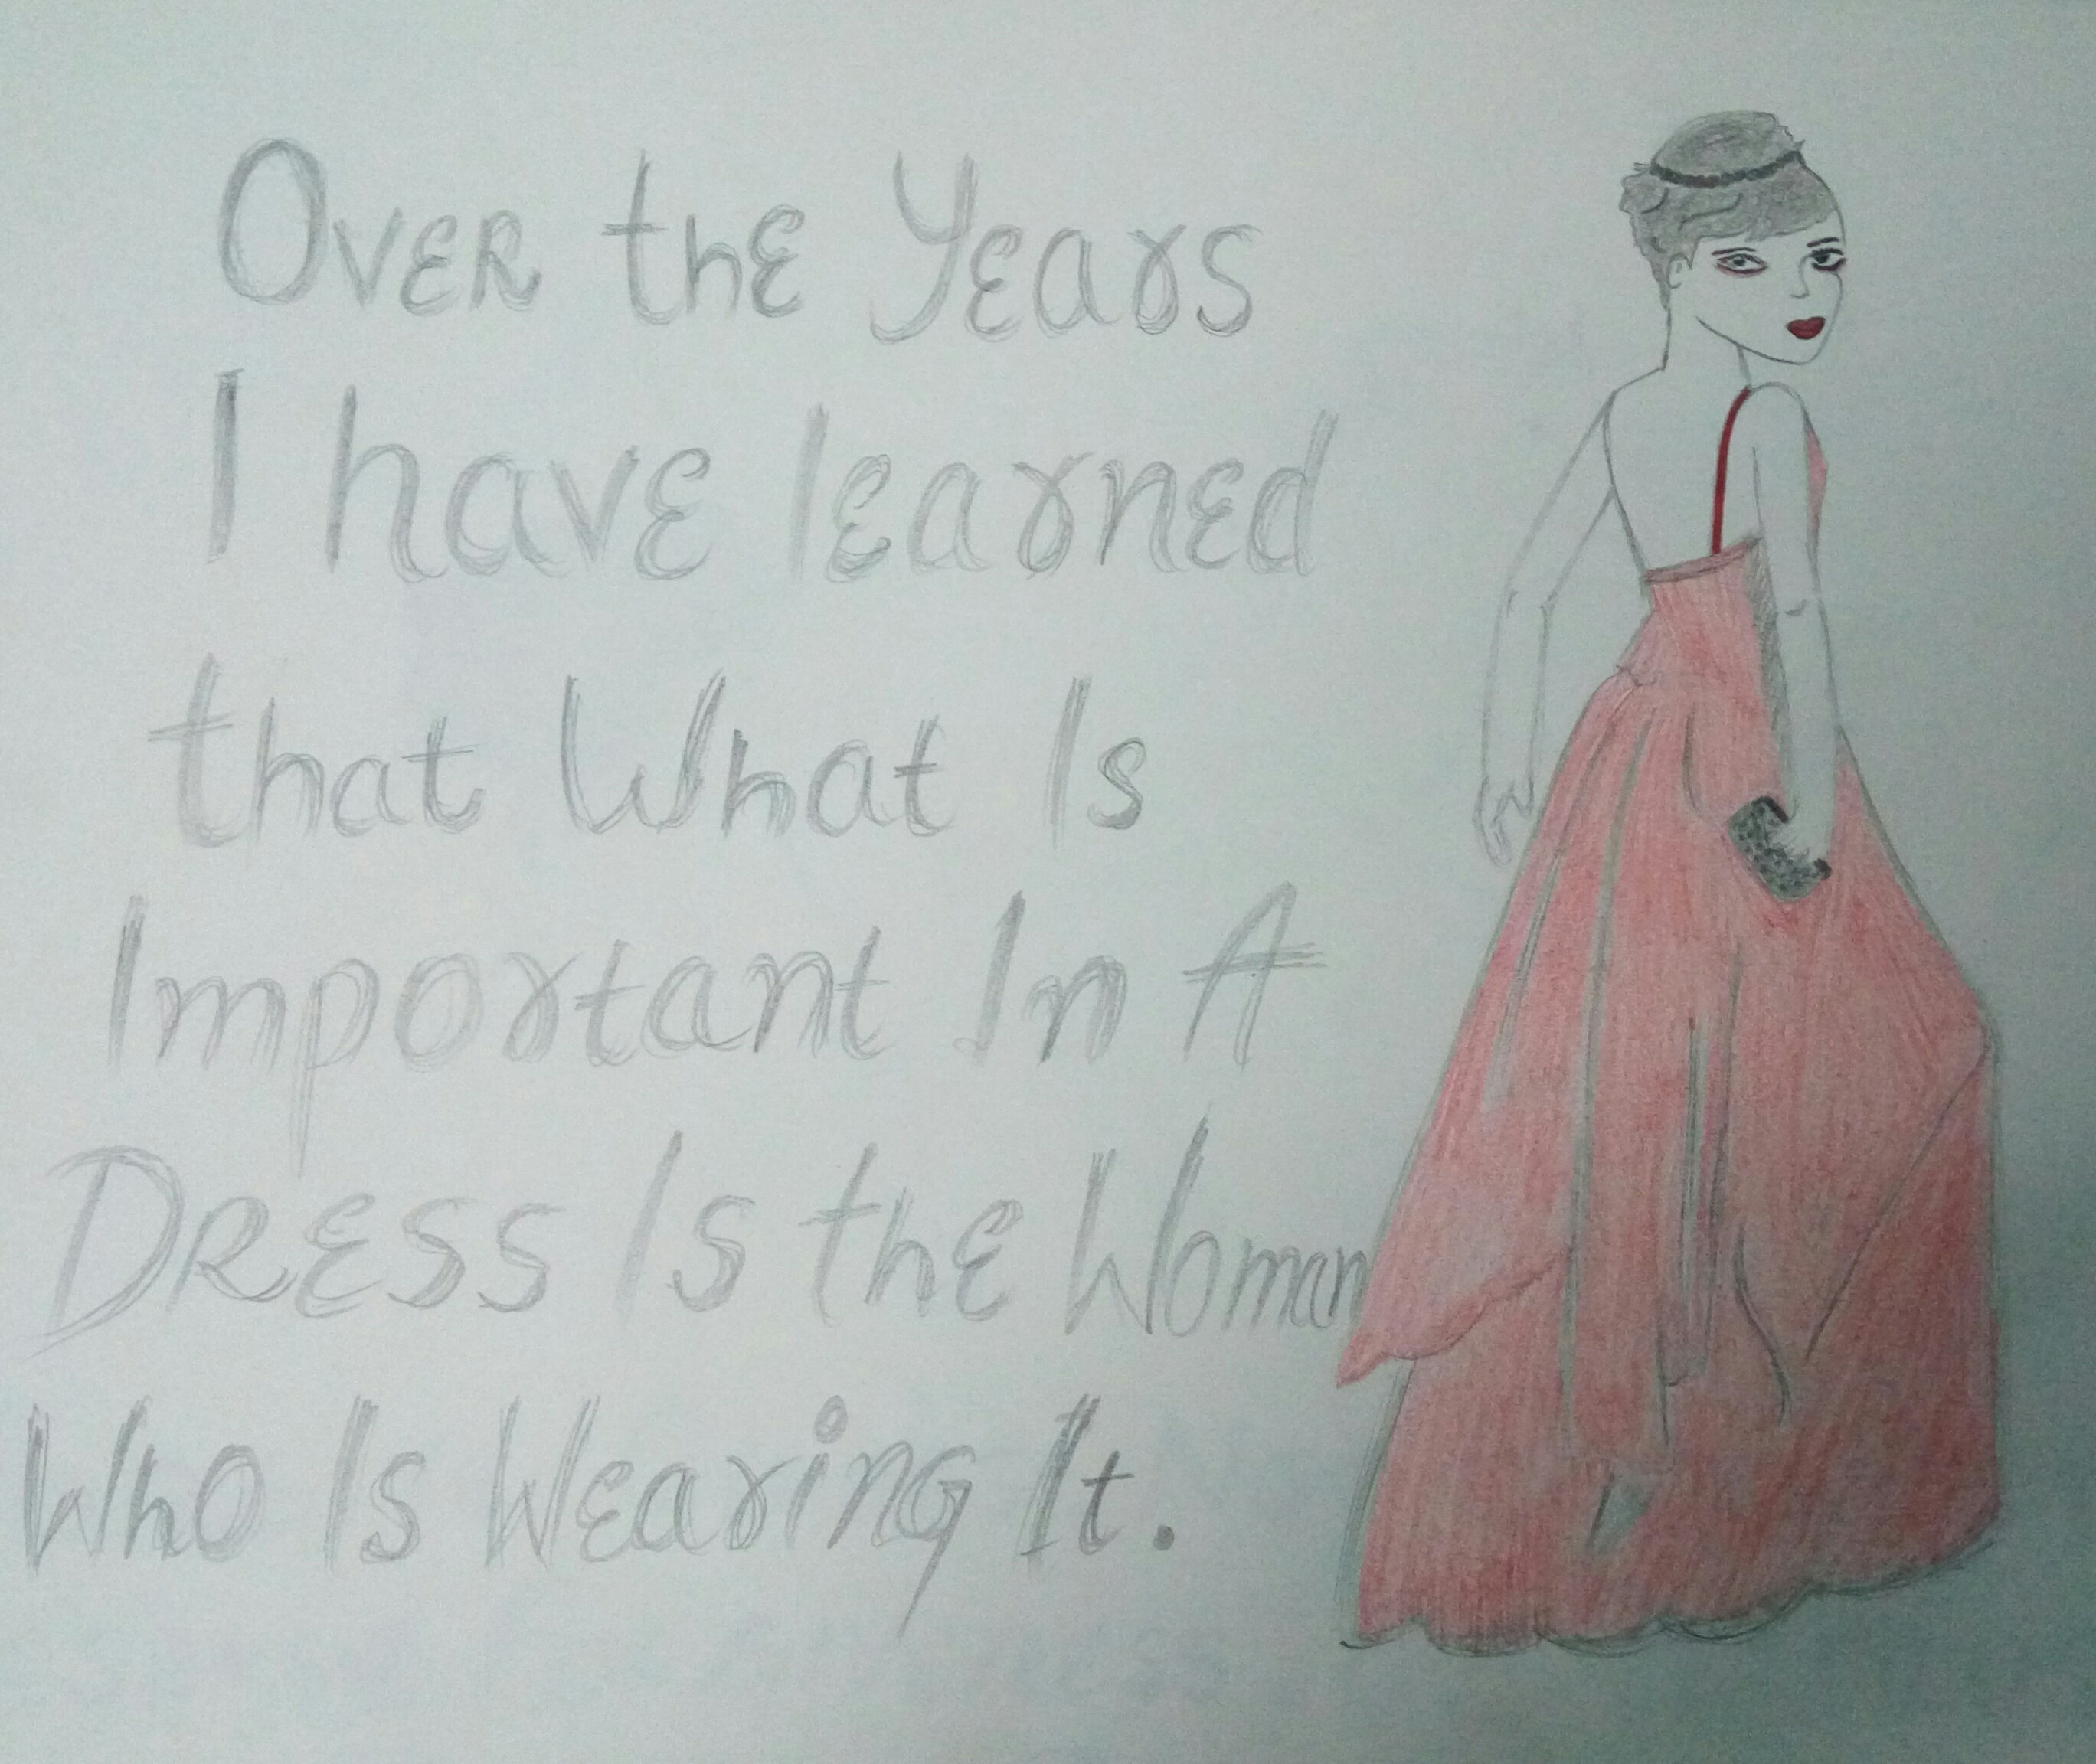 Over the Years
I have learned
that What Is
Important In A
DRESS Is the Woman
Who Is Wearing It.